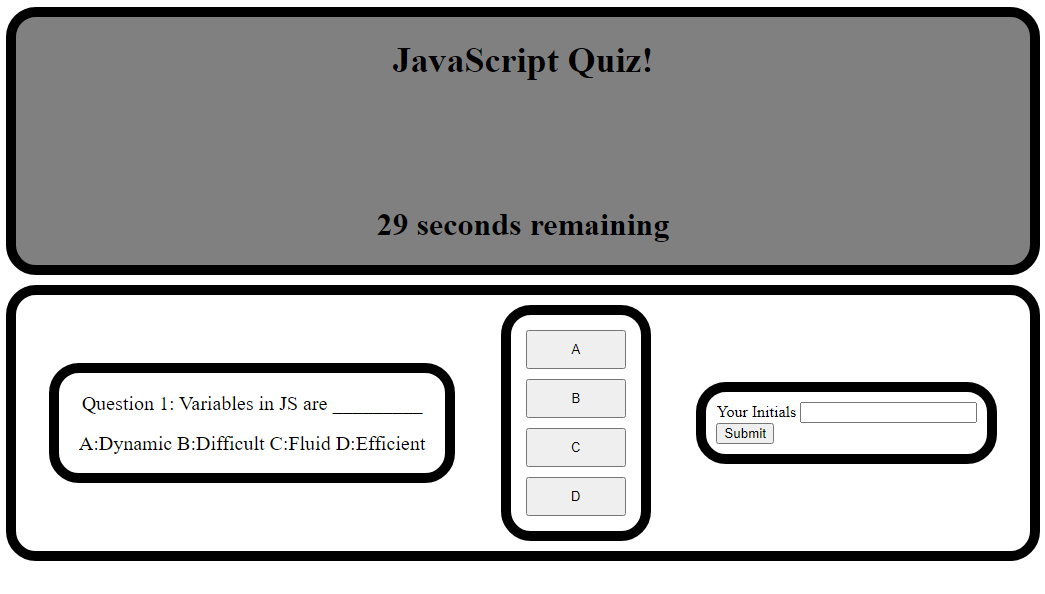 JavaScript Quiz!
29 seconds remaining
Question 1: Variables in JS are _________
A:Dynamic B:Difficult C:Fluid D:Efficient
A
B
C
D
Your Initials
Submit